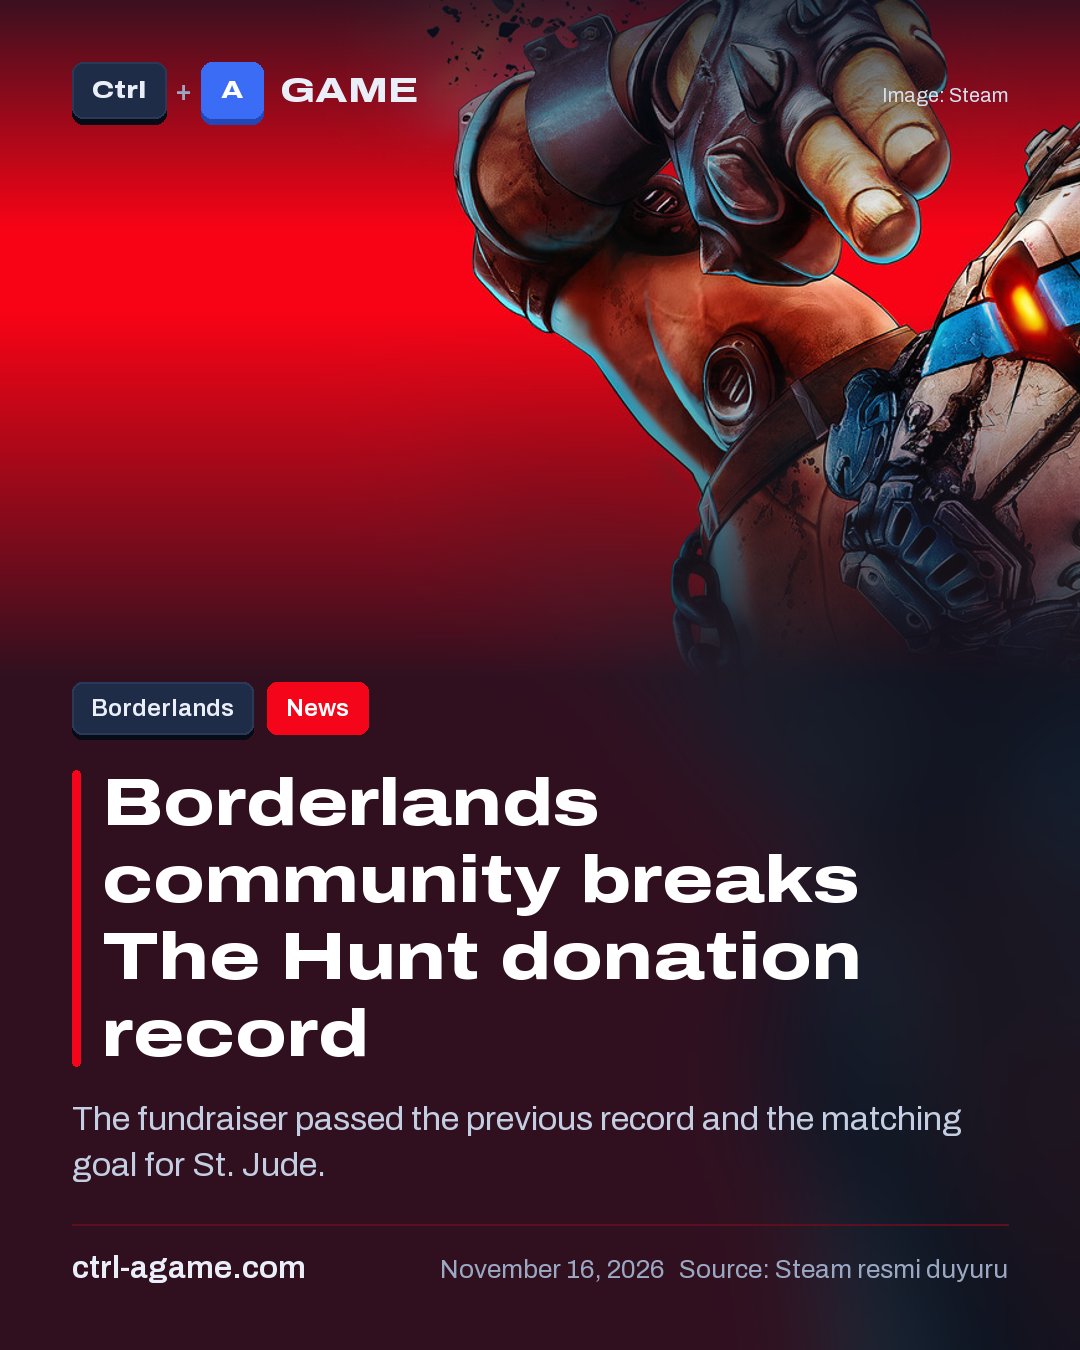 Ctrl + A GAME
Image: Steam
Borderlands News
Borderlands
community breaks
The Hunt donation
record
The fundraiser passed the previous record and the matching
goal for St. Jude.
ctrl-agame.com November 16, 2026 Source: Steam resmi duyuru